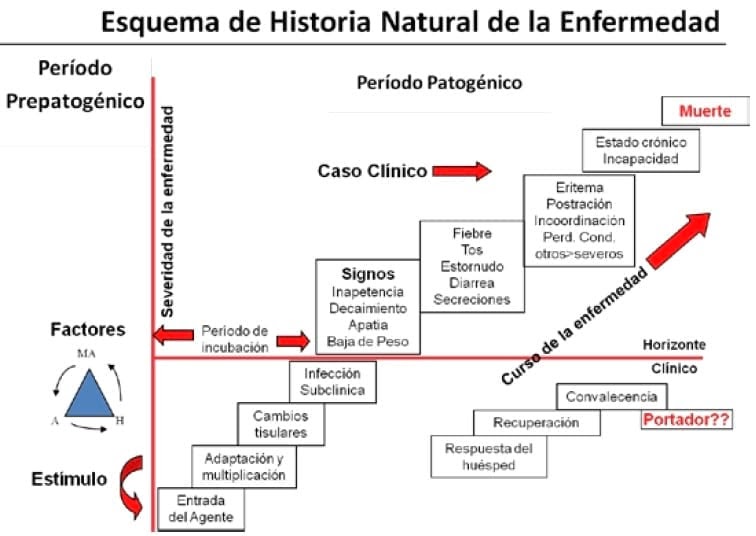 Esquema de Historia Natural de la Enfermedad
Período
Prepatogénico
Período Patogénico
Severidad de la enfermedad
Muerte
Estado crónico
Incapacidad
Caso Clínico
Eritema
Postración
Incoordinación
Perd. Cond.
otros>severos
Fiebre
Tos
Estornudo
Diarrea
Secreciones
Signos
Inapetencia
Decaimiento
Apatia
Baja de Peso
Curso de la enfermedad
Factores
MA
A
H
Periodo de
incubación
Horizonte
Clínico
Infección
Subclinica
Cambios
tisulares
Adaptación y
multiplicación
Entrada
del Agente
Estímulo
Convalecencia
Portador??
Recuperación
Respuesta del
huésped